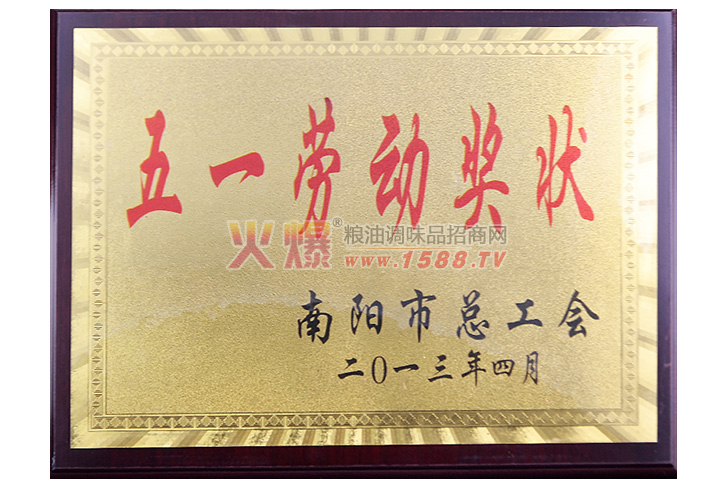 五一劳动奖状
火爆®粮油调味品招商网
www.1588.TV
南阳市总工会
二0一三年四月